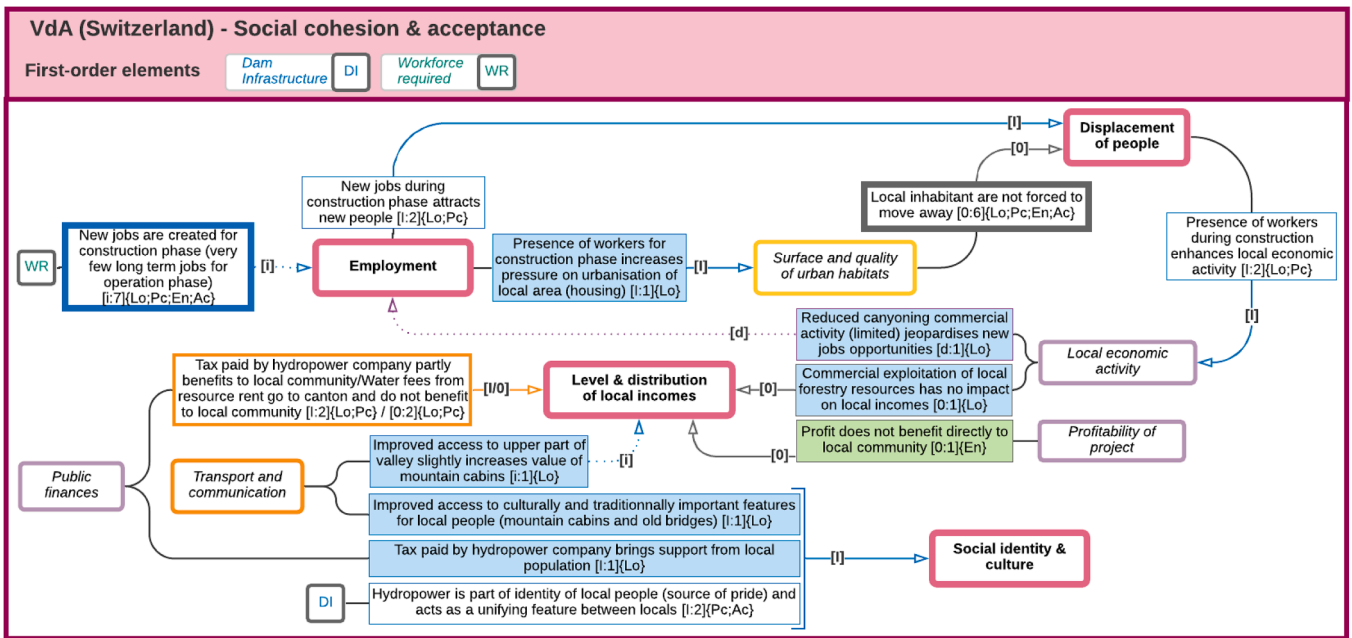 VdA (Switzerland) - Social cohesion & acceptance
First-order elements
Dam
Infrastructure
DI
Workforce
required
WR
[I]
Displacement
of people
[0]
New jobs during
construction phase attracts
new people [I:2]{Lo;Pc}
Local inhabitant are not forced to
move away [0:6]{Lo;Pc;En;Ac}
WR
New jobs are created for
construction phase (very
few long term jobs for
operation phase)
[i:7]{Lo;Pc;En;Ac}
[i]
Employment
Presence of workers for
construction phase increases
pressure on urbanisation of
local area (housing) [I:1]{Lo}
[I]
Surface and quality
of urban habitats
Presence of workers
during construction
enhances local economic
activity [I:2]{Lo;Pc}
[I]
[d]
Reduced canyoning commercial
activity (limited) jeopardises new
jobs opportunities [d:1]{Lo}
Local economic
activity
Tax paid by hydropower company partly
benefits to local community/Water fees from
resource rent go to canton and do not benefit
to local community [I:2]{Lo;Pc} / [0:2]{Lo;Pc}
[I/0]
Level & distribution
of local incomes
[0]
Commercial exploitation of local
forestry resources has no impact
on local incomes [0:1]{Lo}
[0]
Profit does not benefit directly to
local community [0:1]{En}
Profitability of
project
Public
finances
Transport and
communication
Improved access to upper part of
valley slightly increases value of
mountain cabins [i:1]{Lo}
[i]
Improved access to culturally and traditionnally important features
for local people (mountain cabins and old bridges) [I:1]{Lo}
Tax paid by hydropower company brings support from local
population [I:1]{Lo}
[I]
Social identity &
culture
DI
Hydropower is part of identity of local people (source of pride) and
acts as a unifying feature between locals [I:2]{Pc;Ac}